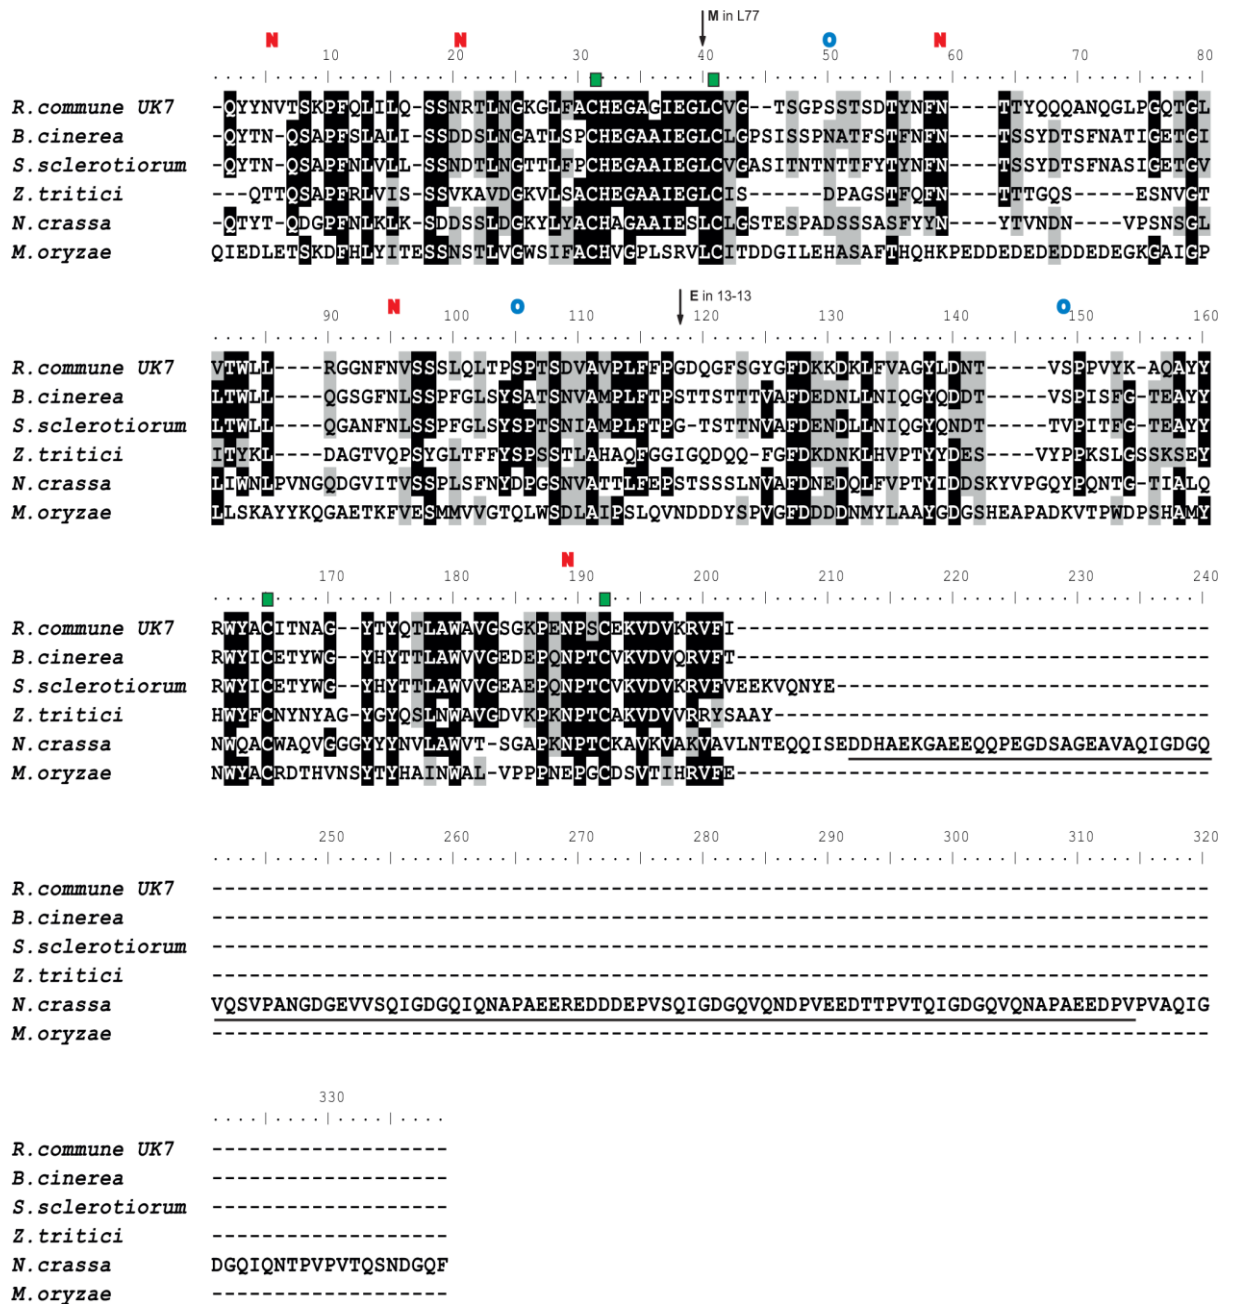 M in L77
N N O N
10 20 30 40 50 60 70 80
R.commune UK7 -QYYNVTSKPFQLILQ-SSNRTLNGKGLFACHEGAGIEGLCVG--TSGPSSTSDTYNFN----TTYQQQANQGLPGQTGL
B.cinerea -QYTN-QSAPFSLALI-SSDDSLNGATLSPCHEGAAIEGLCLGPSISSPNATFSTFNFN----TSSYDTSFNATIGETGI
S.sclerotiorum -QYTN-QSAPFNLVLL-SSNDTLNGTTLFPCHEGAAIEGLCVGASITNTNTTFYTYNFN----TSSYDTSFNASIGETGV
Z.tritici ---QTTQSAPFRLVIS-SSVKAVDGKVLSACHEGAAIEGLCIS------DPAGSTFQFN----TTTGQS-----ESNVGT
N.crassa -QTYT-QDGPFNLKLK-SDDSSLDGKYLYACHAGAAIESLCLGSTESPADSSSASFYYN----YTVNDN----VPSNSGL
M.oryzae QIEDLETSKDFHLYITESSNSTLVGWSIFACHVGPLSRVLCITDDGILEHASAFTHQHKPEDDEDEDEDDEDEGKGAIGP
E in 13-13
N O O
90 100 110 120 130 140 150 160
R.commune UK7 VTWLL----RGGNFNVSSSLQLTPSPTSDVAVPLFFPGDQGFSGYGFDKKDKLFVAGYLDNT----VSPPVYK-AQAYY
B.cinerea LTWLL----QGSGFNLSSPFGLSYSATSNVAMPLFTPSTTSTTTVAFDEDNLLNIQGYQDDT----VSPISFG-TEAYY
S.sclerotiorum LTWLL----QGANFNLSSPFGLSYSPTSNIAMPLFTPG-TSTTNVAFDENDLLNIQGYQNDT----TVPITFG-TEAYY
Z.tritici ITYKL----DAGTVQPSYGLTFFYSPSSTLAHAQFGGIGQDQQ-FGFDKDNKLHVPTYYDES----VYPPKSLGSSKSEY
N.crassa LIWNLPVNGQDGVITVSSPLSFNYDPGSNVATTLFEPSTSSSLNVAFDNEDQLFVPTYIDDSKYVPGQYPQNTG-TIALQ
M.oryzae LLSKAYYKQGAETKFVESMMVVGTQLWSDLAIPSLQVNDDDYSPVGFDDDDNMYLAAYGDGSHEAPADKVTPWDPSHAMY
N
170 180 190 200 210 220 230 240
R.commune UK7 RWYACITNAG--YTYQTLAWAVGSGKPENPSCEKVDVKRVFI--------------------------------------
B.cinerea RWYICETYWG--YHYTTLAWVVGEDEPQNPTCVKVDVQRVFT--------------------------------------
S.sclerotiorum RWYICETYWG--YHYTTLAWVVGEAEPQNPTCVKVDVKRVFVEEKVQNYE------------------------------
Z.tritici HWYFCNYNYAG-YGYQSLNWAVGDVKPKNPTCAKVDVVRRYSAAY-----------------------------------
N.crassa NWQACWAQVGGGYYYNVLAWVT-SGAPKNPTCKAVKVAKVAVLNTEQQISEDDHAEKGAEEQQPEGDSAGEAVAQIGDGQ
M.oryzae NWYACRDTHVNSYTYHAINWAL-VPPPNEPGCDSVTIHRVFE--------------------------------------
250 260 270 280 290 300 310 320
R.commune UK7 --------------------------------------------------------------------------------
B.cinerea --------------------------------------------------------------------------------
S.sclerotiorum --------------------------------------------------------------------------------
Z.tritici --------------------------------------------------------------------------------
N.crassa VQSVPANGDGEVVSQIGDGQIQNAPAEEREDDDEPVSQIGDGQVQNDPVEEDTTPVTQIGDGQVQNAPAEEDPVPVAQIG
M.oryzae --------------------------------------------------------------------------------
330
R.commune UK7 -------------------
B.cinerea -------------------
S.sclerotiorum -------------------
Z.tritici -------------------
N.crassa DGQIQNTPVPVTQSNDGQF
M.oryzae -------------------